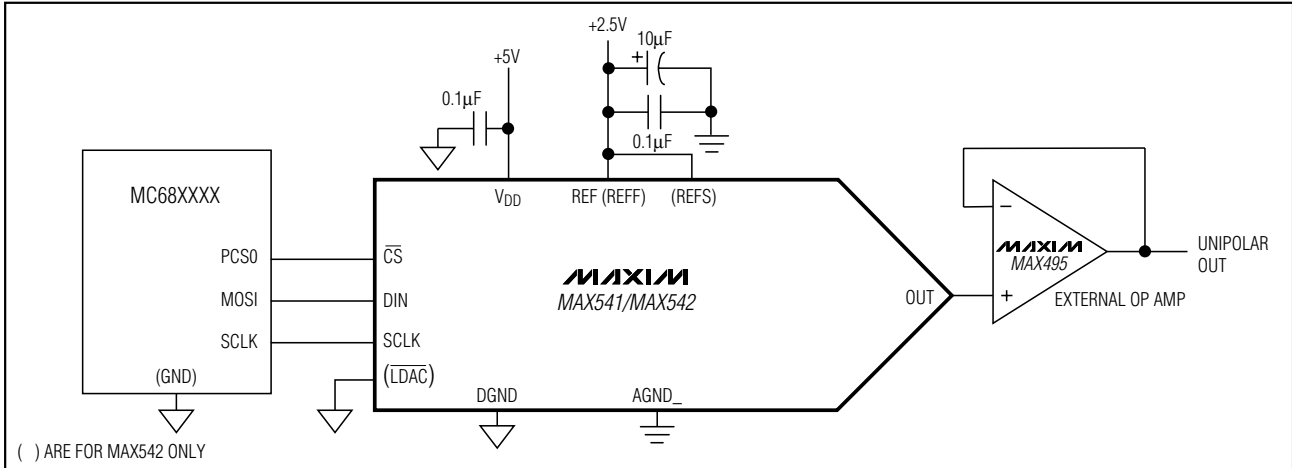 +2.5V
10µF
+
+5V
0.1µF
0.1µF
MC68XXXX
VDD
REF (REFF)
(REFS)
−
MAXIM
MAX495
UNIPOLAR
OUT
PCS0
CS
MAXIM
MOSI
DIN
MAX541/MAX542
OUT
+
EXTERNAL OP AMP
SCLK
SCLK
(GND)
(LDAC)
DGND
AGND_
( ) ARE FOR MAX542 ONLY